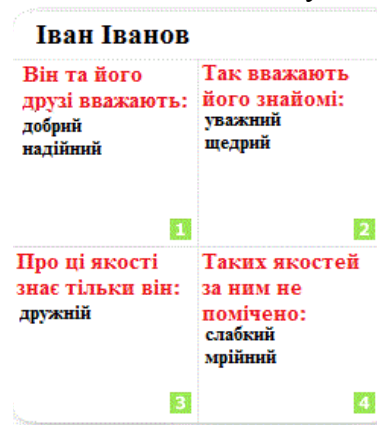 Іван Іванов
Він та його
друзі вважають:
добрий
надійний
1
Так вважають
його знайомі:
уважний
щедрий
2
Про ці якості
знає тільки він:
дружній
3
Таких якостей
за ним не
помічено:
слабкий
мрійний
4